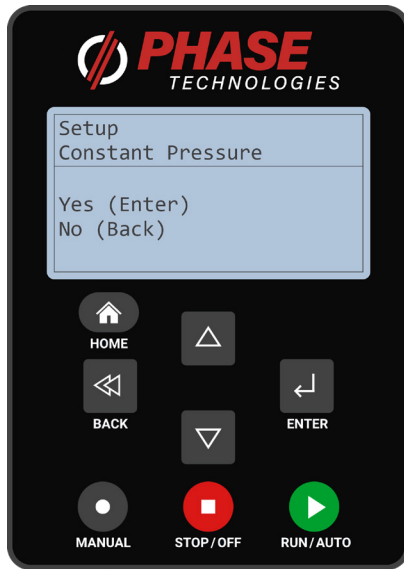 PHASE
TECHNOLOGIES
Setup
Constant Pressure
Yes (Enter)
No (Back)
HOME
BACK
ENTER
MANUAL
STOP/OFF
RUN/AUTO